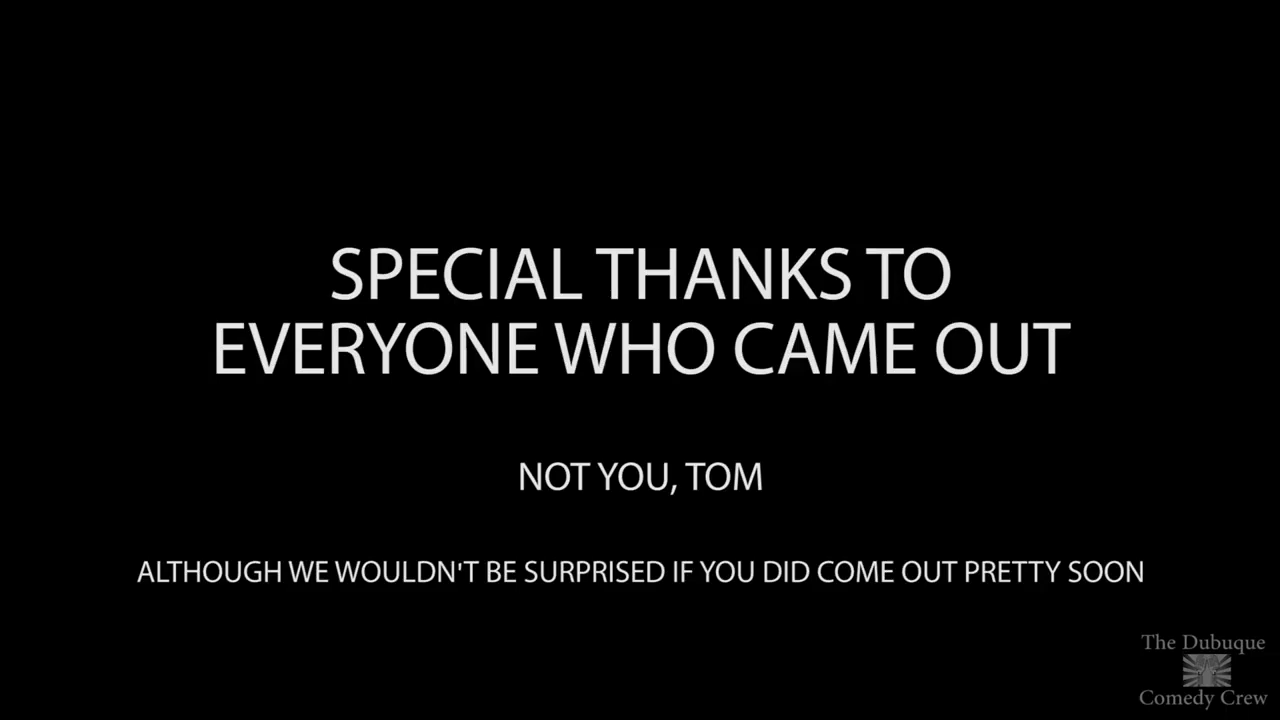 SPECIAL THANKS TO
EVERYONE WHO CAME OUT
NOT YOU, TOM
ALTHOUGH WE WOULDN'T BE SURPRISED IF YOU DID COME OUT PRETTY SOON
The Dubuque
Comedy Crew